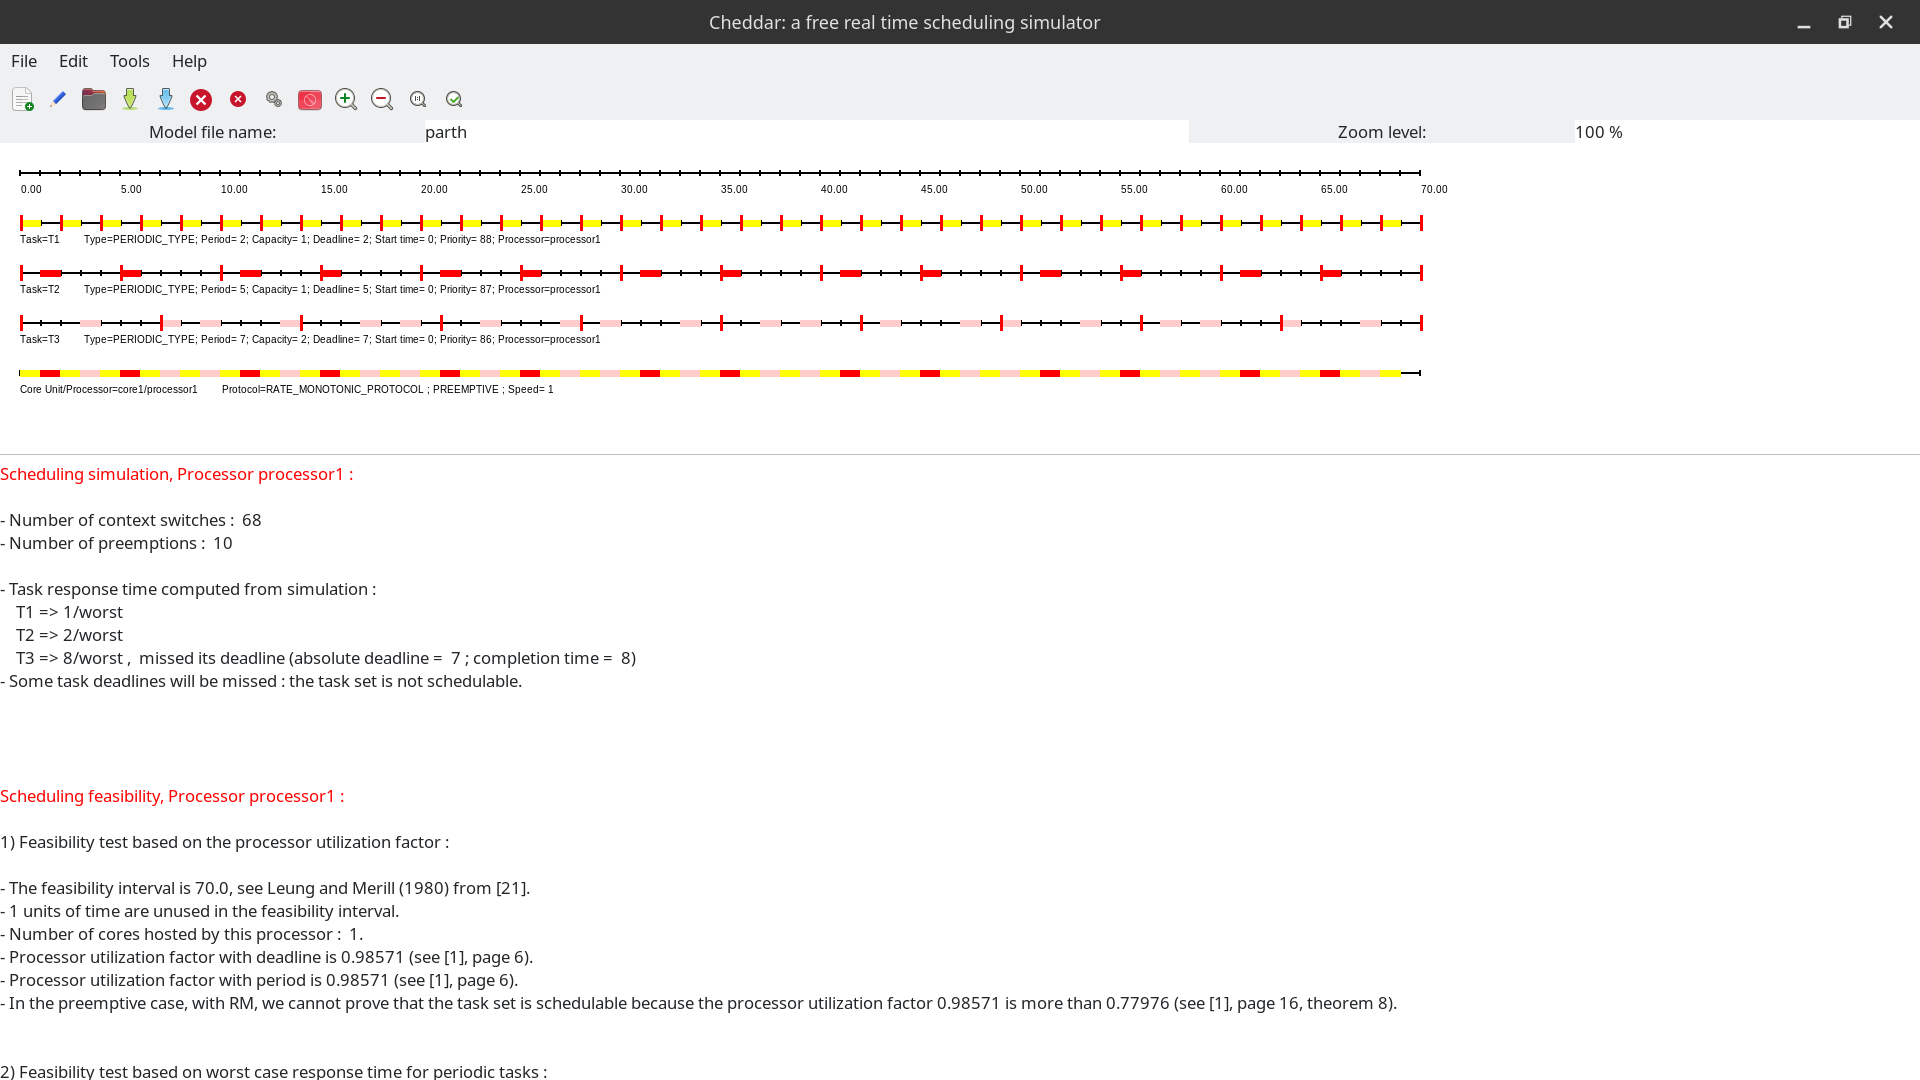 Cheddar: a free real time scheduling simulator
File Edit Tools Help
Model file name: parth Zoom level: 100 %
0.00 5.00 10.00 15.00 20.00 25.00 30.00 35.00 40.00 45.00 50.00 55.00 60.00 65.00 70.00
Task=T1 Type=PERIODIC_TYPE; Period= 2; Capacity= 1; Deadline= 2; Start time= 0; Priority= 88; Processor=processor1
Task=T2 Type=PERIODIC_TYPE; Period= 5; Capacity= 1; Deadline= 5; Start time= 0; Priority= 87; Processor=processor1
Task=T3 Type=PERIODIC_TYPE; Period= 7; Capacity= 2; Deadline= 7; Start time= 0; Priority= 86; Processor=processor1
Core Unit/Processor=core1/processor1 Protocol=RATE_MONOTONIC_PROTOCOL ; PREEMPTIVE ; Speed= 1
Scheduling simulation, Processor processor1 :
- Number of context switches : 68
- Number of preemptions : 10
- Task response time computed from simulation :
T1 => 1/worst
T2 => 2/worst
T3 => 8/worst , missed its deadline (absolute deadline = 7 ; completion time = 8)
- Some task deadlines will be missed : the task set is not schedulable.
Scheduling feasibility, Processor processor1 :
1) Feasibility test based on the processor utilization factor :
- The feasibility interval is 70.0, see Leung and Merill (1980) from [21].
- 1 units of time are unused in the feasibility interval.
- Number of cores hosted by this processor : 1.
- Processor utilization factor with deadline is 0.98571 (see [1], page 6).
- Processor utilization factor with period is 0.98571 (see [1], page 6).
- In the preemptive case, with RM, we cannot prove that the task set is schedulable because the processor utilization factor 0.98571 is more than 0.77976 (see [1], page 16, theorem 8).
2) Feasibility test based on worst case response time for periodic tasks :